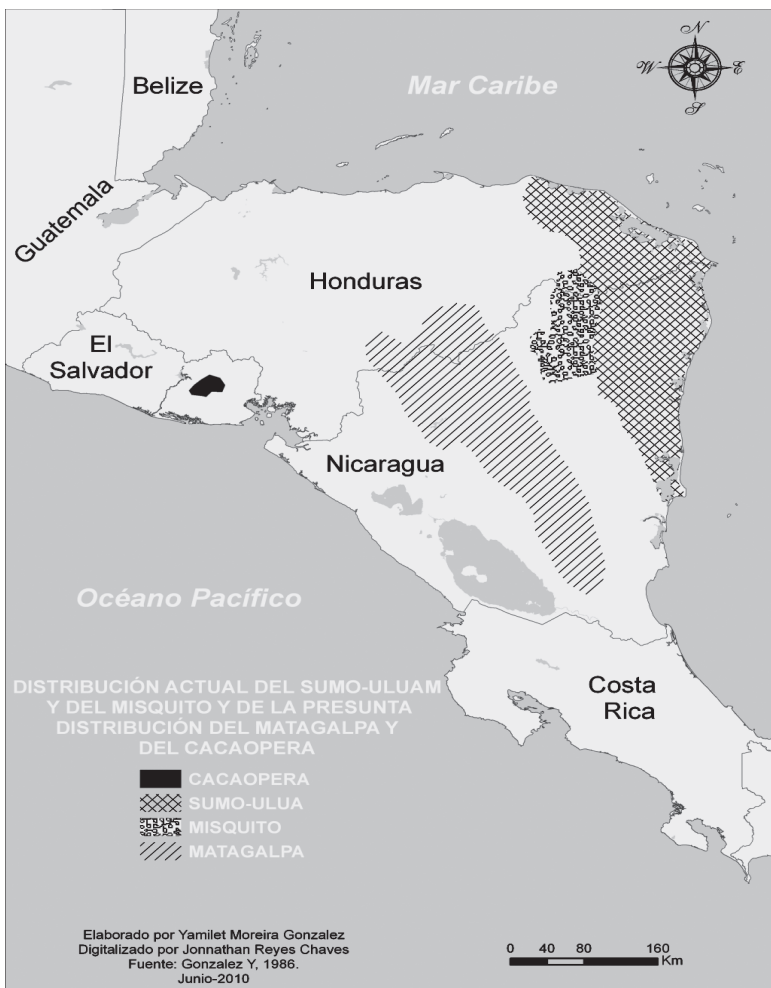 N
W
E
S
Belize
Mar Caribe
Guatemala
Honduras
El
Salvador
Nicaragua
Océano Pacífico
Costa
Rica
DISTRIBUCIÓN ACTUAL DEL SUMO-ULUAM
Y DEL MISQUITO Y DE LA PRESUNTA
DISTRIBUCIÓN DEL MATAGALPA Y
DEL CACAOPERA
CACAOPERA
SUMO-ULUA
MISQUITO
MATAGALPA
Elaborado por Yamilet Moreira Gonzalez
Digitalizado por Jonnathan Reyes Chaves
Fuente: Gonzalez Y, 1986.
Junio-2010
0 40 80 160
Km